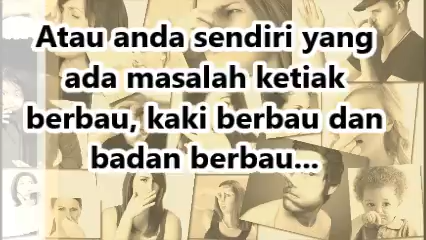 Atau anda sendiri yang
ada masalah ketiak
berbau, kaki berbau dan
badan berbau...